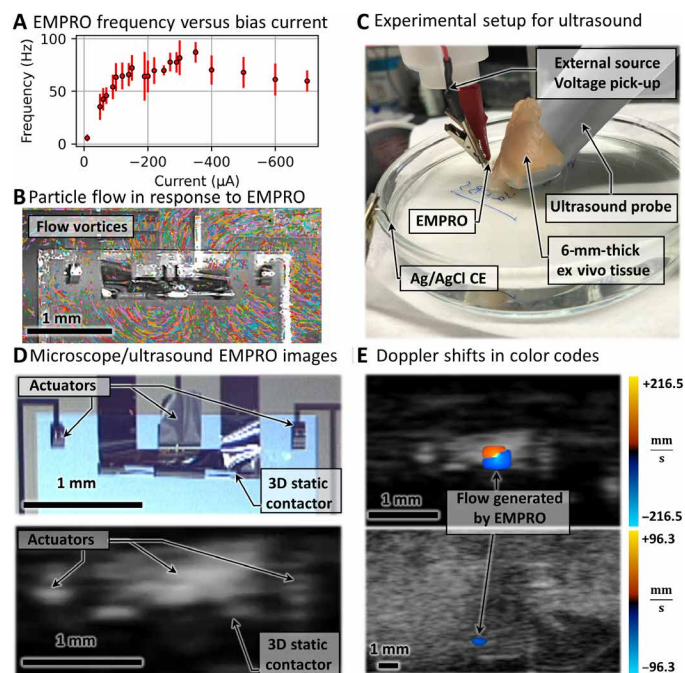 A EMPRO frequency versus bias current
Frequency (Hz)
100
50
0
−200
−400
−600
Current (µA)
B Particle flow in response to EMPRO
Flow vortices
1 mm
C Experimental setup for ultrasound
External source
Voltage pick-up
EMPRO
Ultrasound probe
Ag/AgCl CE
6-mm-thick
ex vivo tissue
D Microscope/ultrasound EMPRO images
Actuators
1 mm
3D static
contactor
Actuators
1 mm
3D static
contactor
E Doppler shifts in color codes
+216.5
mm
s
−216.5
1 mm
Flow generated
by EMPRO
+96.3
mm
s
−96.3
1 mm